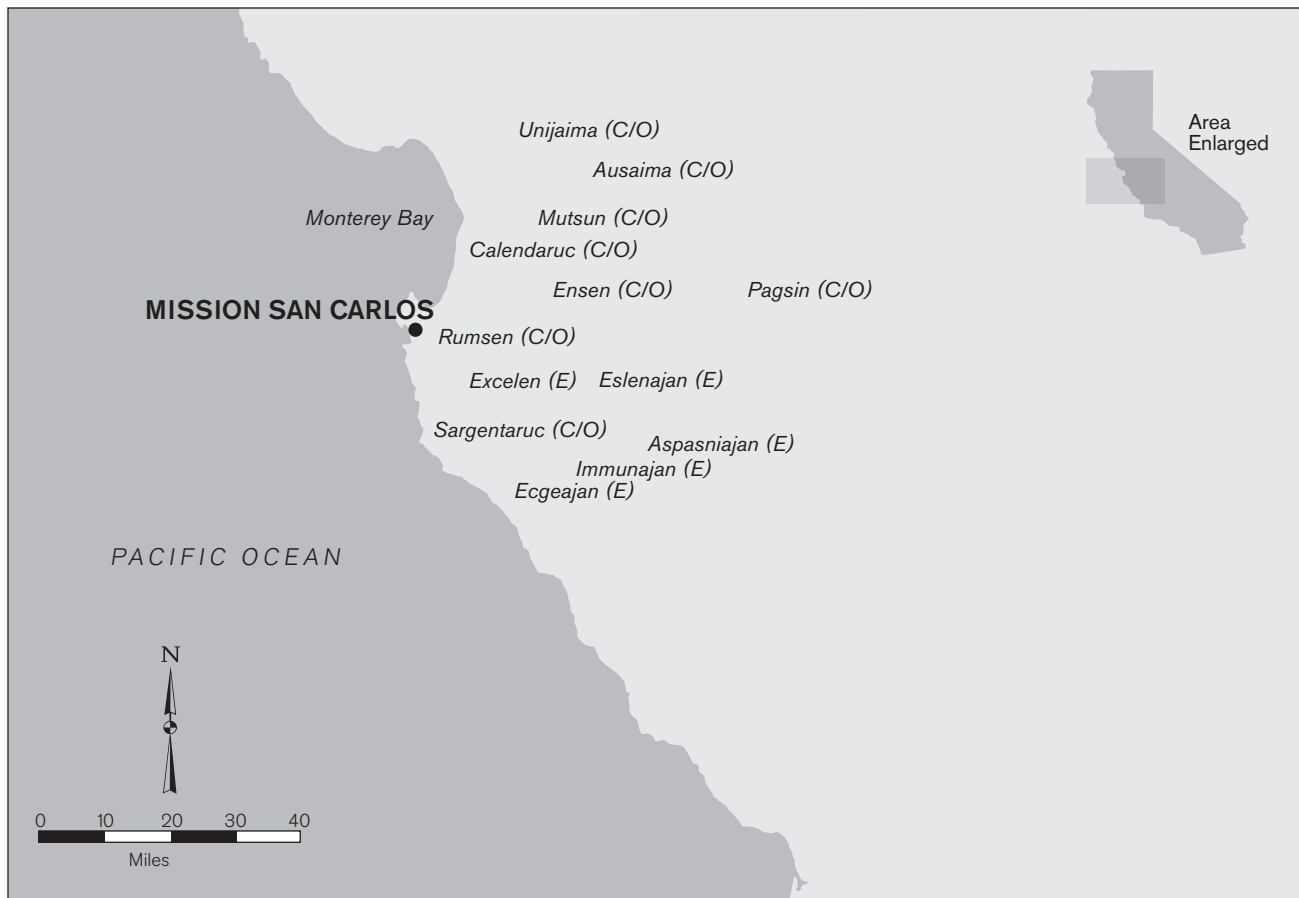 Unijaima (C/O)
Area
Enlarged
Ausaima (C/O)
Monterey Bay
Mutsun (C/O)
Calendaruc (C/O)
Ensen (C/O)
Pagsin (C/O)
MISSION SAN CARLOS
Rumsen (C/O)
Excelen (E)
Eslenajan (E)
Sargentaruc (C/O)
Aspasniajan (E)
Immunajan (E)
Ecgeajan (E)
PACIFIC OCEAN
N
0 10 20 30 40
Miles